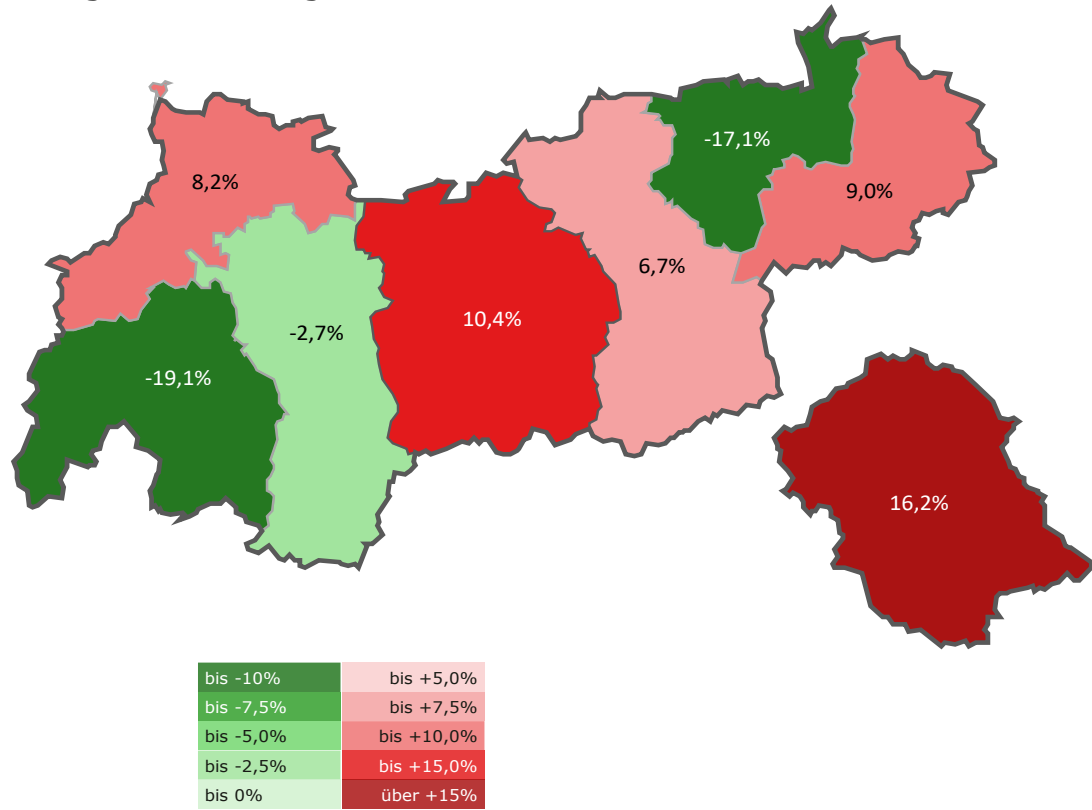 -17,1%
8,2%
9,0%
6,7%
10,4%
-2,7%
-19,1%
16,2%
bis -10%
bis +5,0%
bis -7,5%
bis +7,5%
bis -5,0%
bis +10,0%
bis -2,5%
bis +15,0%
bis 0%
über +15%